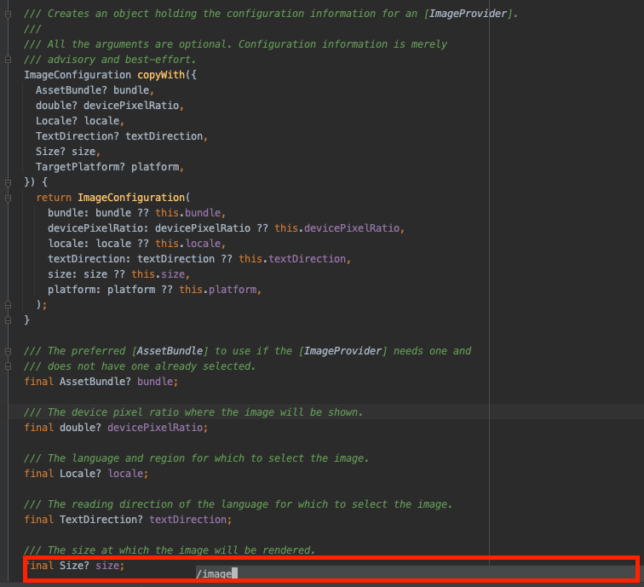 /// Creates an object holding the configuration information for an [ImageProvider].
///
/// All the arguments are optional. Configuration information is merely
/// advisory and best-effort.
ImageConfiguration copyWith({
AssetBundle? bundle,
double? devicePixelRatio,
Locale? locale,
TextDirection? textDirection,
Size? size,
TargetPlatform? platform,
}) {
return ImageConfiguration(
bundle: bundle ?? this.bundle,
devicePixelRatio: devicePixelRatio ?? this.devicePixelRatio,
locale: locale ?? this.locale,
textDirection: textDirection ?? this.textDirection,
size: size ?? this.size,
platform: platform ?? this.platform,
);
}
/// The preferred [AssetBundle] to use if the [ImageProvider] needs one and
/// does not have one already selected.
final AssetBundle? bundle;
/// The device pixel ratio where the image will be shown.
final double? devicePixelRatio;
/// The language and region for which to select the image.
final Locale? locale;
/// The reading direction of the language for which to select the image.
final TextDirection? textDirection;
/// The size at which the image will be rendered.
final Size? size;
/image